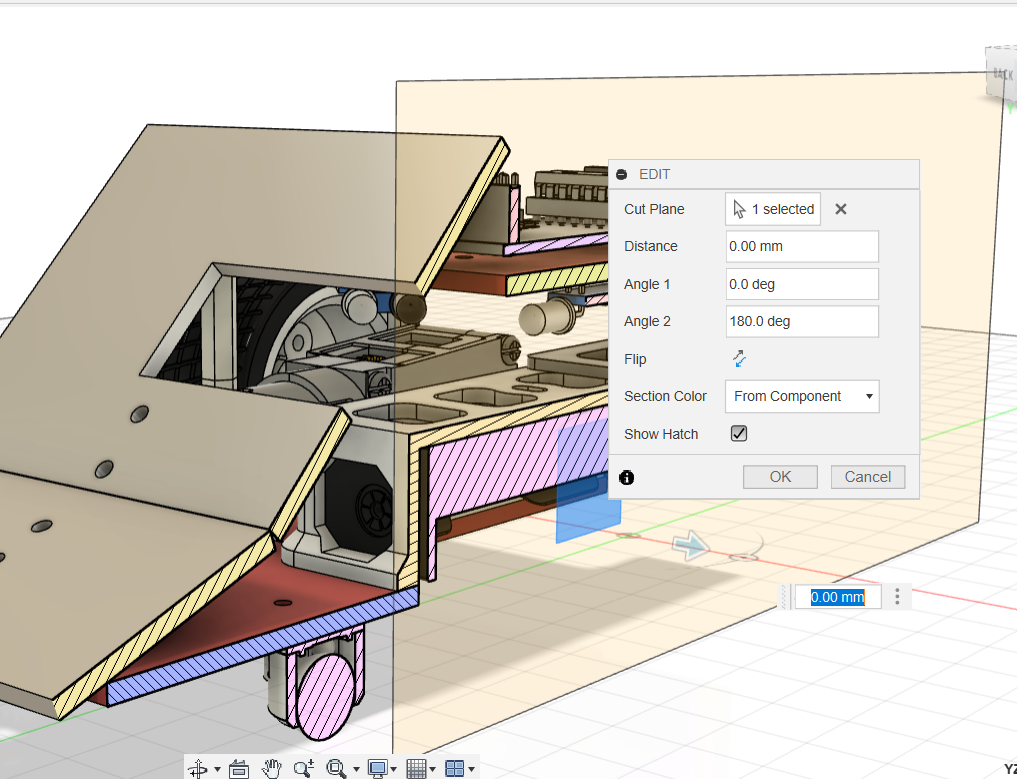 BACK
EDIT
Cut Plane 1 selected
Distance 0.00 mm
Angle 1 0.0 deg
Angle 2 180.0 deg
Flip
Section Color From Component
Show Hatch
OK Cancel
0.00 mm
YZ